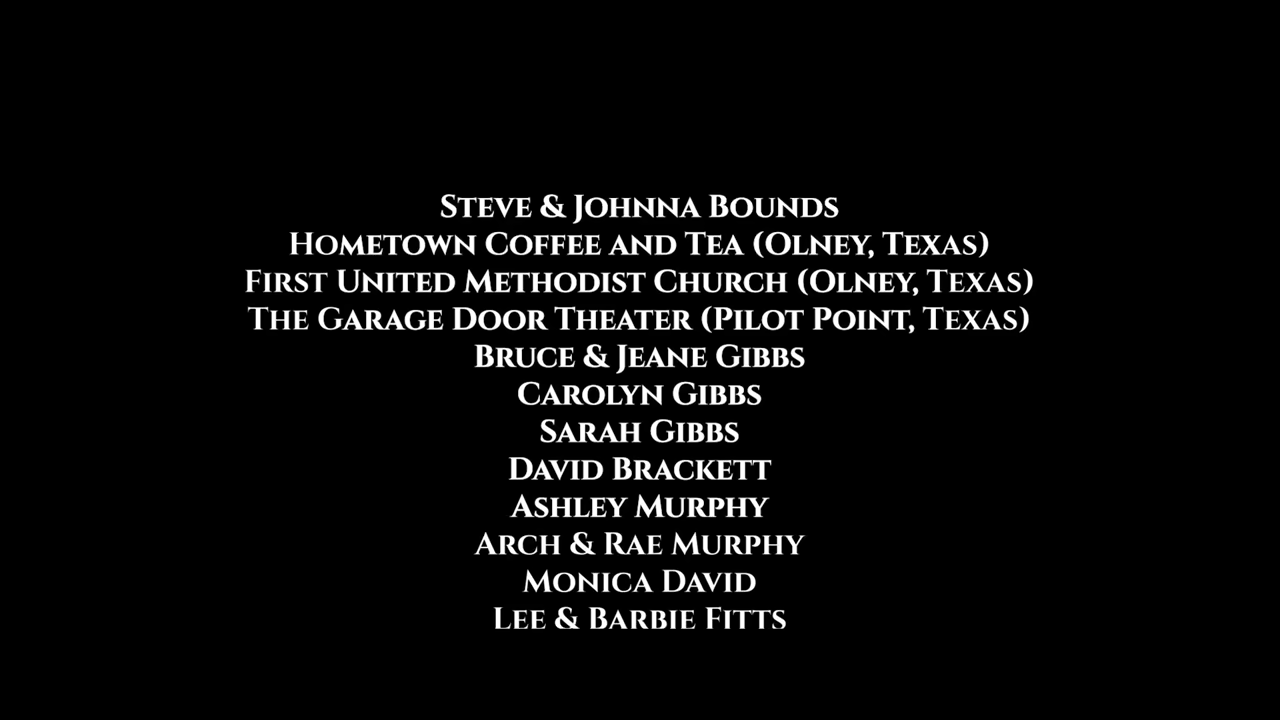 Steve & Johnna Bounds
Hometown Coffee and Tea (Olney, Texas)
First United Methodist Church (Olney, Texas)
The Garage Door Theater (Pilot Point, Texas)
Bruce & Jeane Gibbs
Carolyn Gibbs
Sarah Gibbs
David Brackett
Ashley Murphy
Arch & Rae Murphy
Monica David
Lee & Barbie Fitts